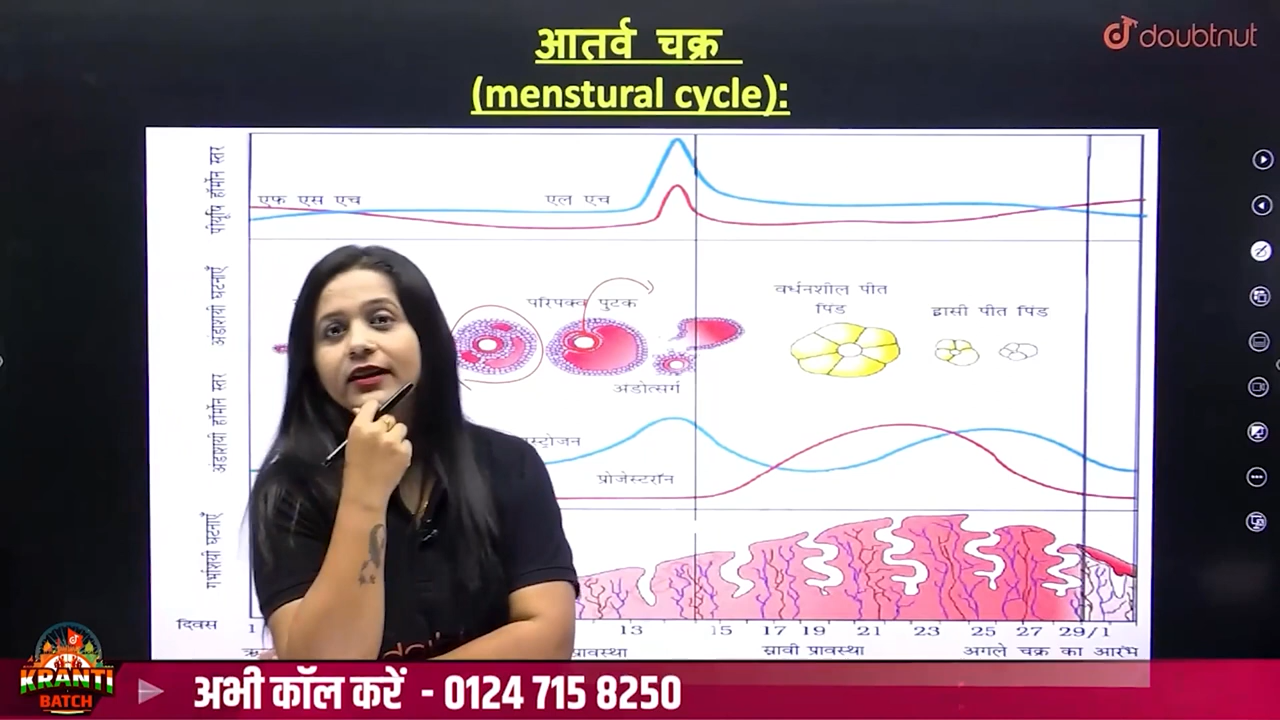 आतर्व चक्र
(menstural cycle):
doubtnut
पीयूषि हॉर्मोन स्तर
एफ एस एच
एल एच
अंडाशयी घटनाएँ
परिपक्व पुटक
अंडोत्सर्ग
वर्धनशील पीत
पिंड
ह्रासी पीत पिंड
अंडाशयी हॉर्मोन स्तर
प्रोजेस्टरॉन
गर्भाशयी घटनाएँ
दिवस 1 13 15 17 19 21 23 25 27 29/1
प्रावस्था स्रावी प्रावस्था अगले चक्र का आरंभ
KRANTI
BATCH
अभी कॉल करें - 0124 715 8250